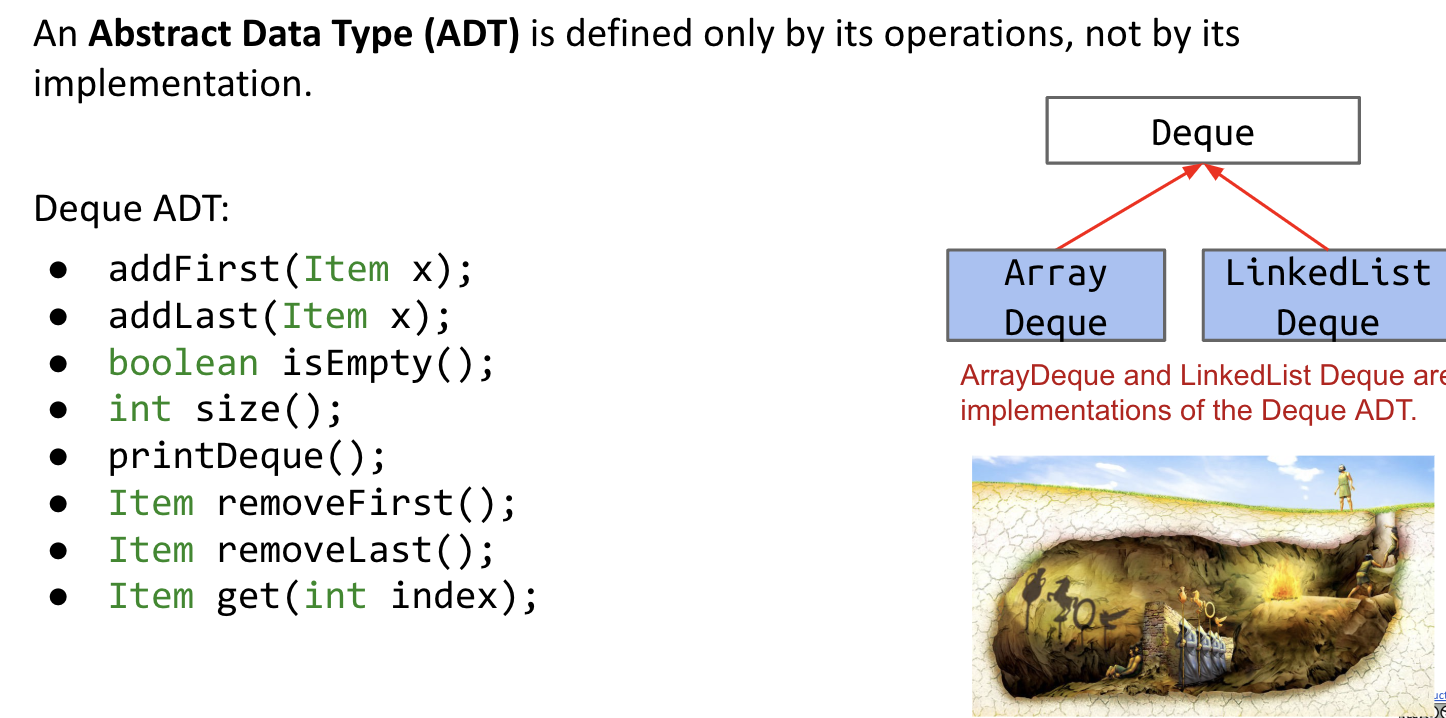 An Abstract Data Type (ADT) is defined only by its operations, not by its
implementation.
Deque ADT:
● addFirst(Item x);
● addLast(Item x);
● boolean isEmpty();
● int size();
● printDeque();
● Item removeFirst();
● Item removeLast();
● Item get(int index);
Deque
Array
Deque
LinkedList
Deque
ArrayDeque and LinkedList Deque are
implementations of the Deque ADT.